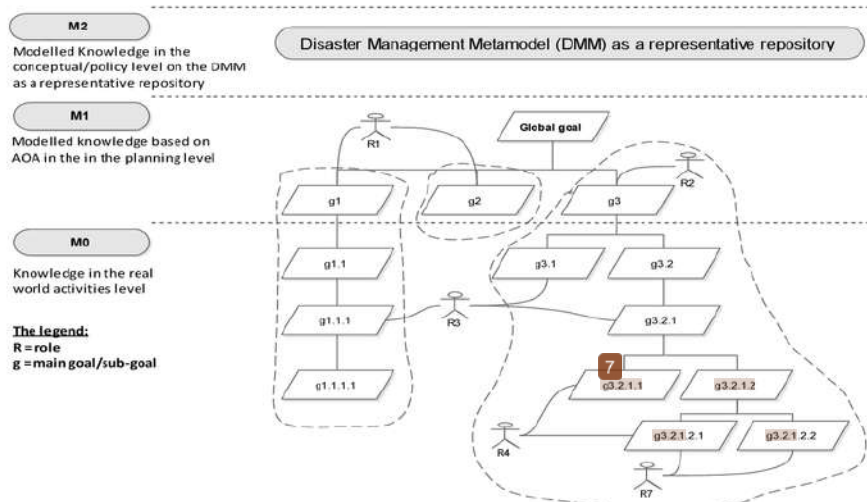 M2
Modelled Knowledge in the
conceptual/policy level on the DMM
as a representative repository
Disaster Management Metamodel (DMM) as a representative repository
M1
Modelled knowledge based on
AOA in the in the planning level
R1
Global goal
R2
g1
g2
g3
M0
Knowledge in the real
world activities level
g1.1
g3.1
g3.2
The legend:
R = role
g = main goal/sub-goal
g1.1.1
R3
g3.2.1
7
g1.1.1.1
g3.2.1.1
g3.2.1.2
R4
g3.2.1.2.1
g3.2.1.2.2
R7